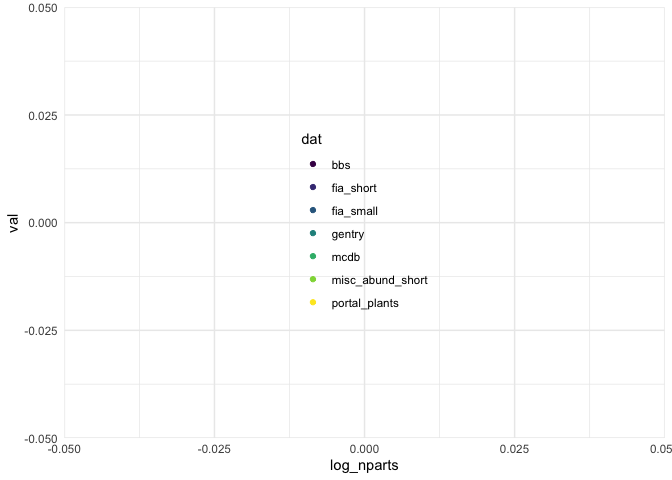 0.050
0.025
0.000
-0.025
-0.050
val
dat
bbs
fia_short
fia_small
gentry
mcdb
misc_abund_short
portal_plants
-0.050
-0.025
0.000
0.025
0.05
log_nparts